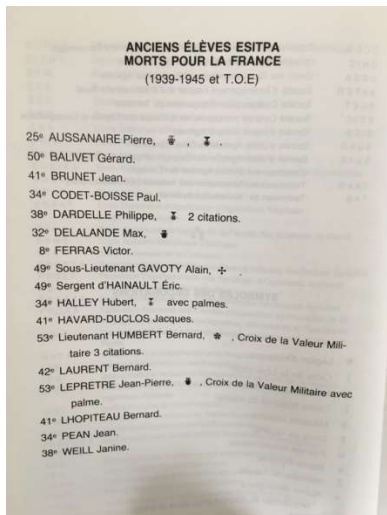 ANCIENS ÉLÈVES ESITPA
MORTS POUR LA FRANCE
(1939-1945 et T.O.E)
25e AUSSANAIRE Pierre, , .
50e BALIVET Gérard.
41e BRUNET Jean.
34e CODET-BOISSE Paul.
38e DARDELLE Philippe, 2 citations.
32e DELALANDE Max,
8e FERRAS Victor.
49e Sous-Lieutenant GAVOTY Alain, .
49e Sergent d'HAINAULT Éric.
34e HALLEY Hubert, avec palmes.
41e HAVARD-DUCLOS Jacques.
53e Lieutenant HUMBERT Bernard, , Croix de la Valeur Mili-
taire 3 citations.
42e LAURENT Bernard.
53e LEPRETRE Jean-Pierre, , Croix de la Valeur Militaire avec
palme.
41e LHOPITEAU Bernard.
34e PEAN Jean.
38e WEILL Janine.